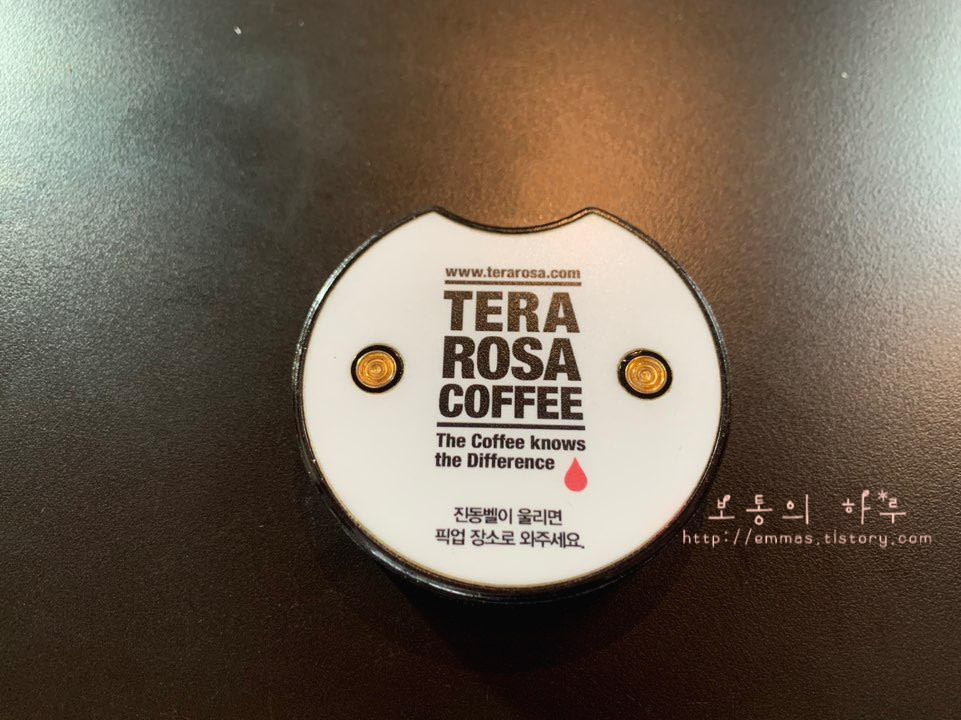 www.terarosa.com
TERA
ROSA
COFFEE
The Coffee knows
the Difference
진동벨이 울리면
픽업 장소로 와주세요.
보통의 하*루
http://emmas.tistory.com